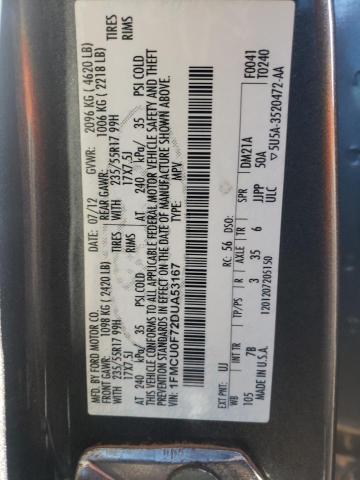 MFD. BY FORD MOTOR CO.
DATE: 07/12 GVWR: 2096 KG ( 4620 LB)
FRONT GAWR: 1098 KG (2420 LB) REAR GAWR: 1006 KG ( 2218 LB)
235/55R17 99H WITH TIRES 235/55R17 99H WITH TIRES
17X7.5J RIMS 17X7.5J RIMS
AT 240 kPa/ 35 PSI COLD AT 240 kPa/ 35 PSI COLD
THIS VEHICLE CONFORMS TO ALL APPLICABLE FEDERAL MOTOR VEHICLE SAFETY AND THEFT
PREVENTION STANDARDS IN EFFECT ON THE DATE OF MANUFACTURE SHOWN ABOVE.
VIN: 1FMCU0F72DUA53167
TYPE: MPV
F0041
T0240
EXT PNT: UJ RC: 56 DSO:
WB INT TR TP/PS R AXLE TR SPR DM21A
105 7B 3 35 6 JJPP 50A
MADE IN U.S.A. ULC
120120720515O ▽5U5A-3520472-AA